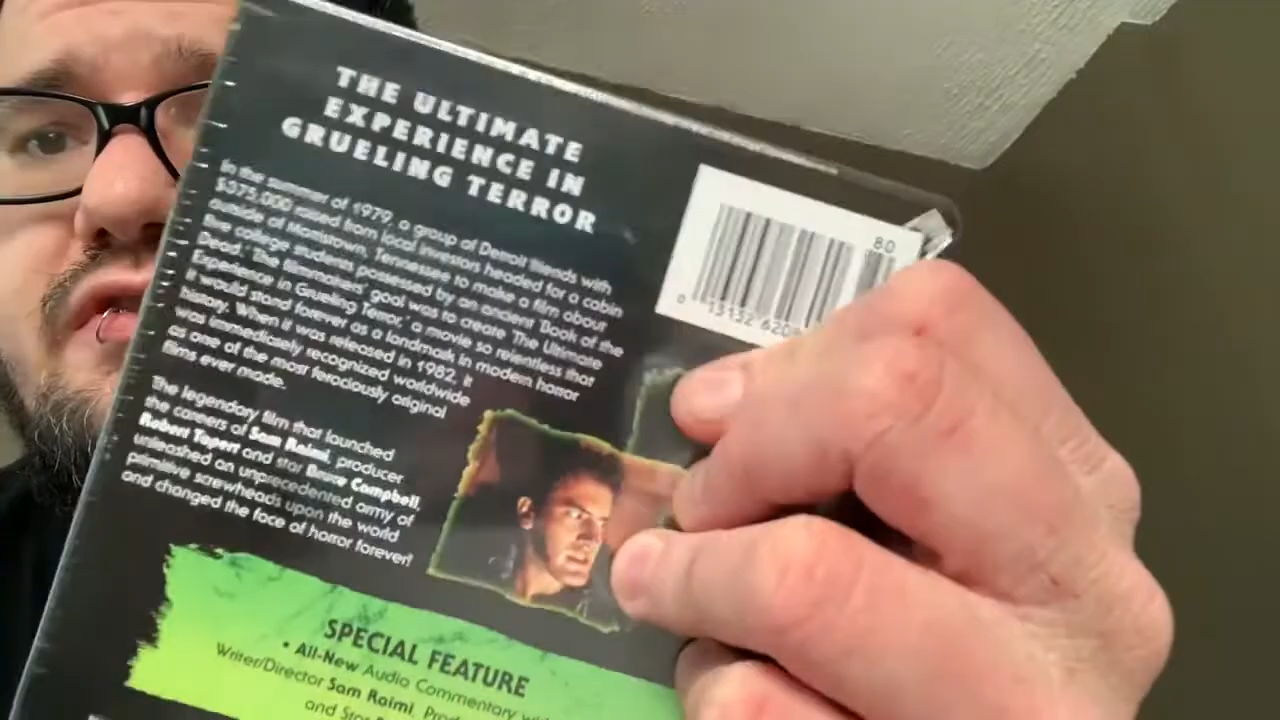 THE ULTIMATE
EXPERIENCE IN
GRUELING TERROR
In the summer of 1979, a group of Detroit friends with
$375,000 raised from local investors headed for a cabin
outside of Morristown, Tennessee to make a film about
five college students possessed by an ancient 'Book of the
Dead.' The filmmakers' goal was to create 'The Ultimate
Experience in Grueling Terror,' a movie so relentless that
it would stand forever as a landmark in modern horror
history. When it was released in 1982, it
was immediately recognized worldwide
as one of the most ferociously original
films ever made.
The legendary film that launched
the careers of Sam Raimi, producer
Robert Tapert and star Bruce Campbell,
unleashed an unprecedented army of
primitive screwheads upon the world
and changed the face of horror forever!
80
0 13132 620
SPECIAL FEATURE
• All-New Audio Commentary
Writer/Director Sam Raimi,
and Star